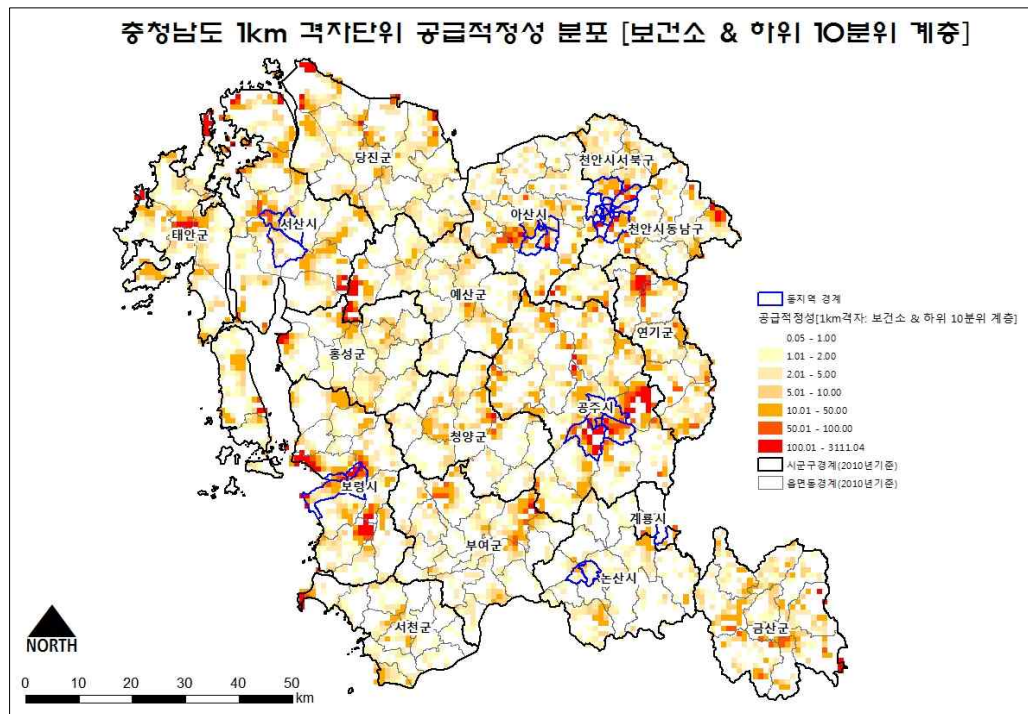 충청남도 1km 격자단위 공급적정성 분포 [보건소 & 하위 10분위 계층]
당진군
천안시서북구
아산시
서산시
천안시동남구
태안군
예산군
연기군
홍성군
공주시
청양군
보령시
계룡시
부여군
논산시
서천군
금산군
동지역 경계
공급적정성[1km격자: 보건소 & 하위 10분위 계층]
0.05 - 1.00
1.01 - 2.00
2.01 - 5.00
5.01 - 10.00
10.01 - 50.00
50.01 - 100.00
100.01 - 3111.04
시군구경계(2010년기준)
읍면동경계(2010년기준)
NORTH
0 10 20 30 40 50
km